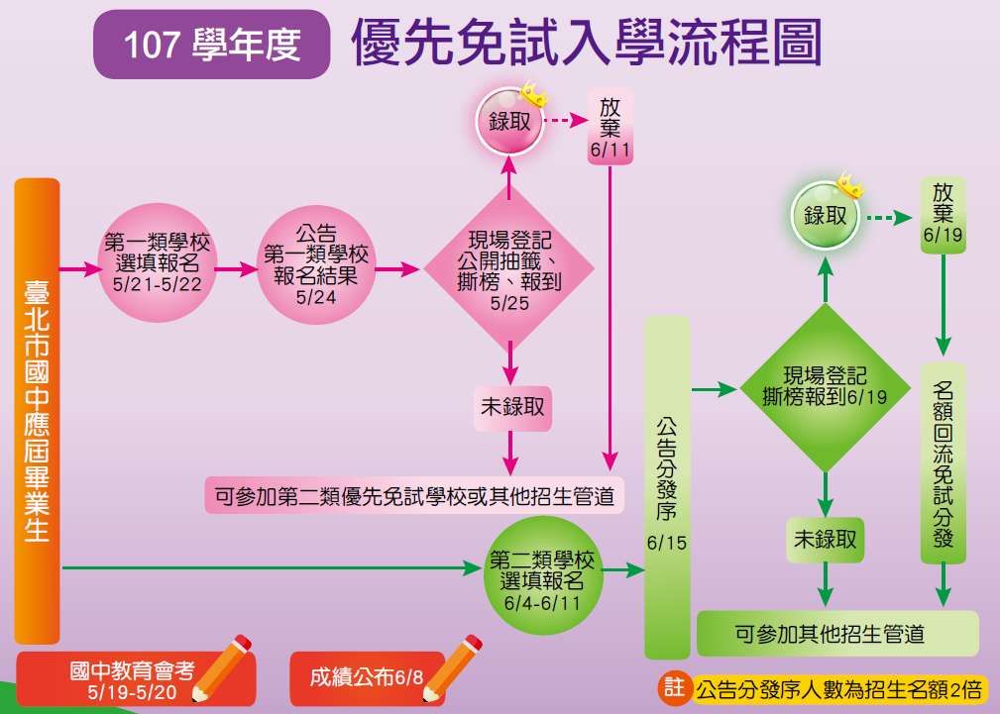 107 學年度
優先免試入學流程圖
臺北市國中應屆畢業生
第一類學校
選填報名
5/21-5/22
公告
第一類學校
報名結果
5/24
現場登記
公開抽籤、
撕榜、報到
5/25
錄取
放棄
6/11
未錄取
可參加第二類優先免試學校或其他招生管道
第二類學校
選填報名
6/4-6/11
公告分發序
6/15
現場登記
撕榜報到6/19
錄取
放棄
6/19
名額回流免試分發
未錄取
可參加其他招生管道
國中教育會考
5/19-5/20
成績公布6/8
註 公告分發序人數為招生名額2倍